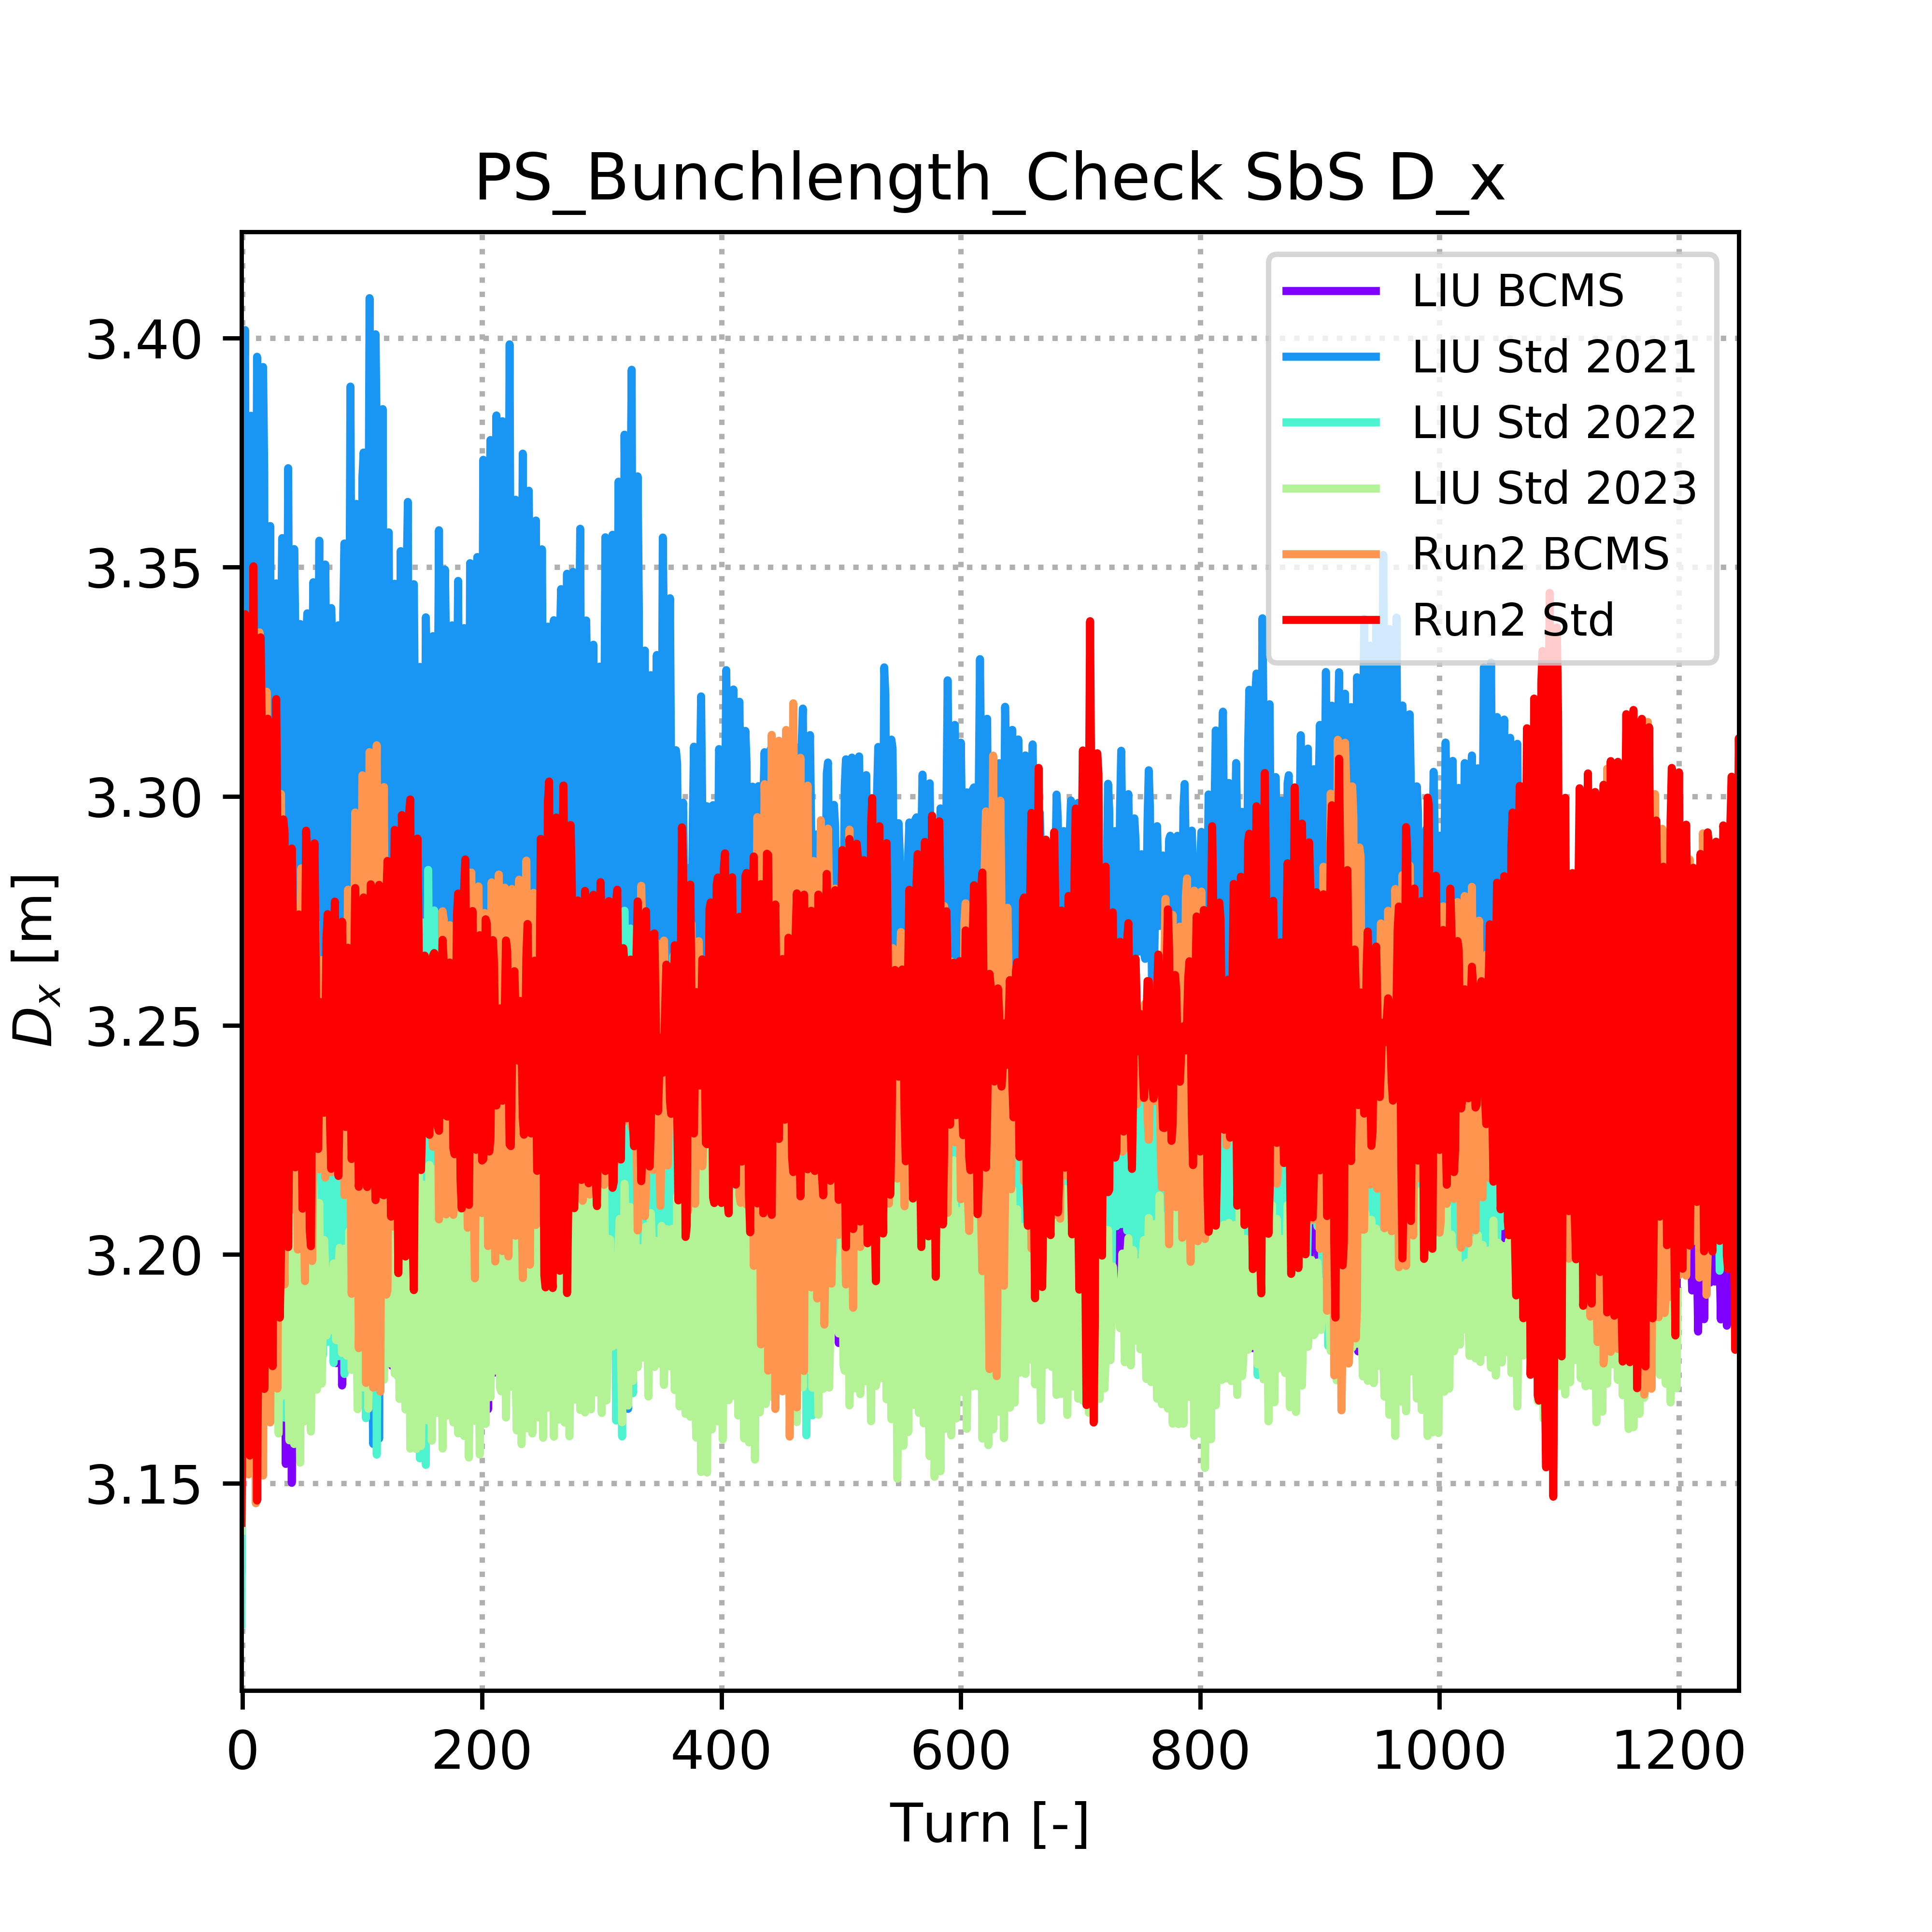 PS_Bunchlength_Check SbS D_x
LIU BCMS
LIU Std 2021
LIU Std 2022
LIU Std 2023
Run2 BCMS
Run2 Std
3.40
3.35
3.30
3.25
3.20
3.15
D_x [m]
0 200 400 600 800 1000 1200
Turn [-]